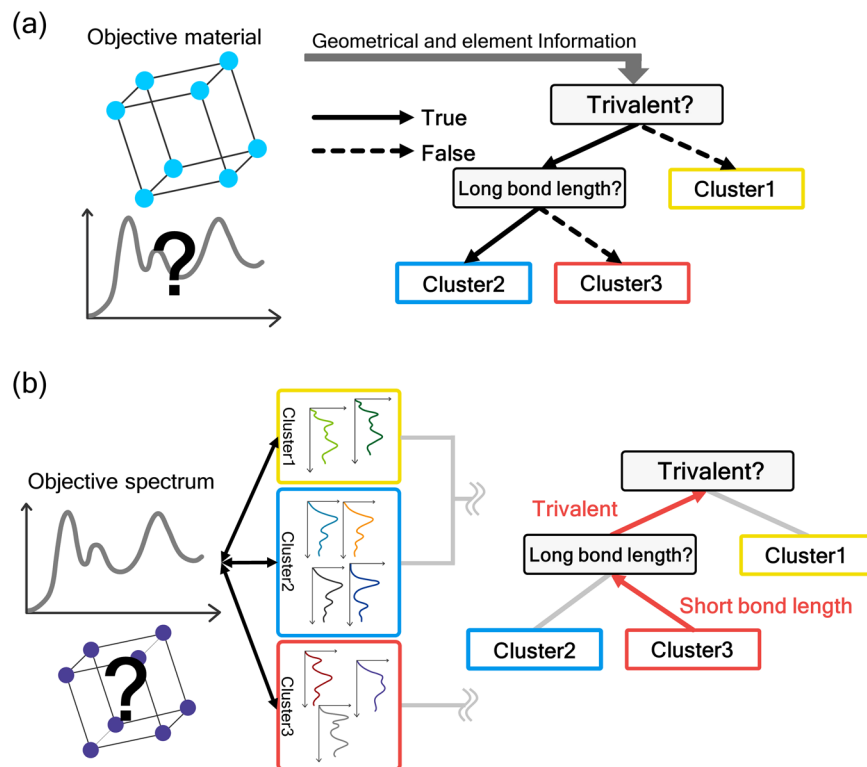 (a)
Objective material
Geometrical and element Information
Trivalent?
True
False
Long bond length?
Cluster1
Cluster2
Cluster3
?
(b)
Objective spectrum
Cluster1
Cluster2
Cluster3
?
Trivalent?
Trivalent
Long bond length?
Cluster1
Short bond length
Cluster2
Cluster3